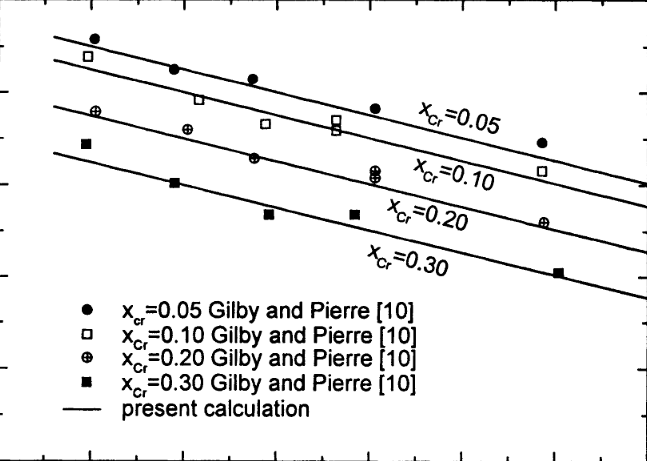 x_Cr=0.05
x_Cr=0.10
x_Cr=0.20
x_Cr=0.30
x_cr=0.05 Gilby and Pierre [10]
x_Cr=0.10 Gilby and Pierre [10]
x_Cr=0.20 Gilby and Pierre [10]
x_Cr=0.30 Gilby and Pierre [10]
present calculation